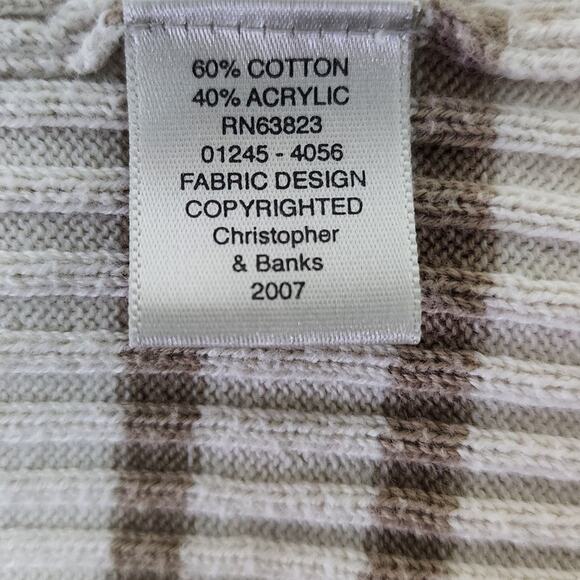 60% COTTON
40% ACRYLIC
RN63823
01245 - 4056
FABRIC DESIGN
COPYRIGHTED
Christopher
& Banks
2007